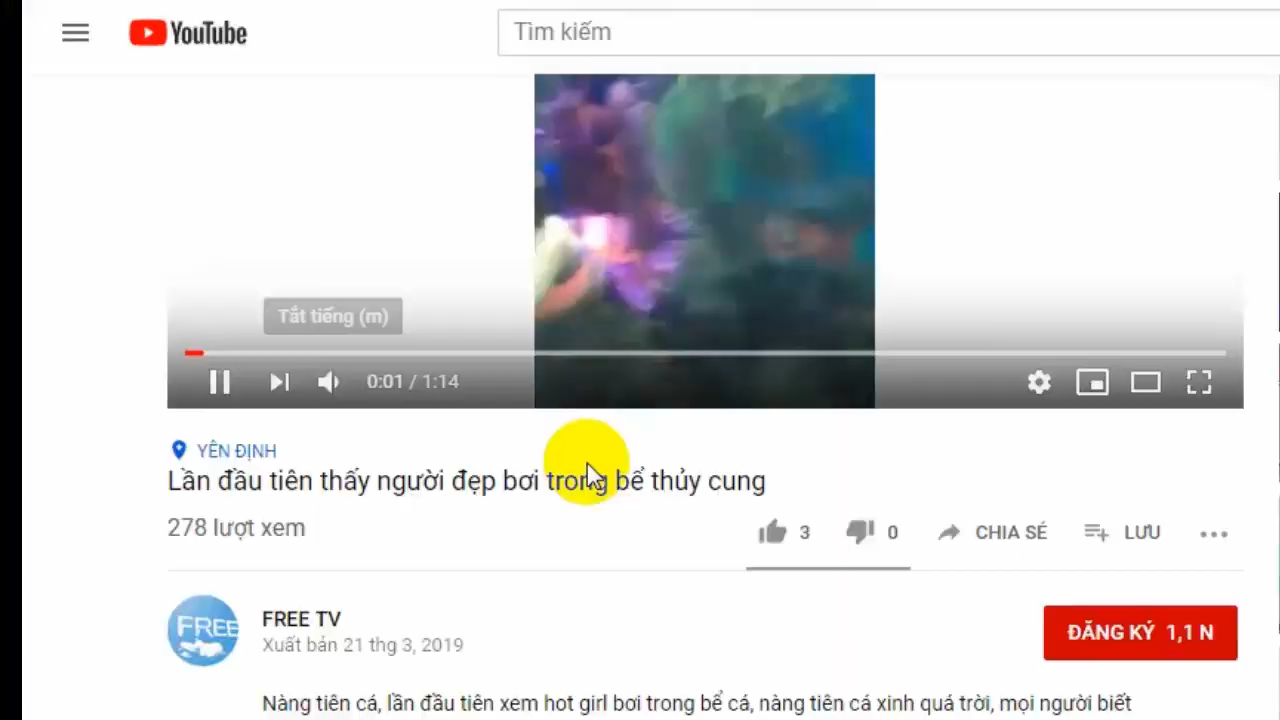 YouTube
Tìm kiếm
Tắt tiếng (m)
0:01 / 1:14
YÊN ĐỊNH
Lần đầu tiên thấy người đẹp bơi trong bể thủy cung
278 lượt xem
3 0 CHIA SẺ LƯU
FREE
FREE TV
Xuất bản 21 thg 3, 2019
ĐĂNG KÝ 1,1 N
Nàng tiên cá, lần đầu tiên xem hot girl bơi trong bể cá, nàng tiên cá xinh quá trời, mọi người biết